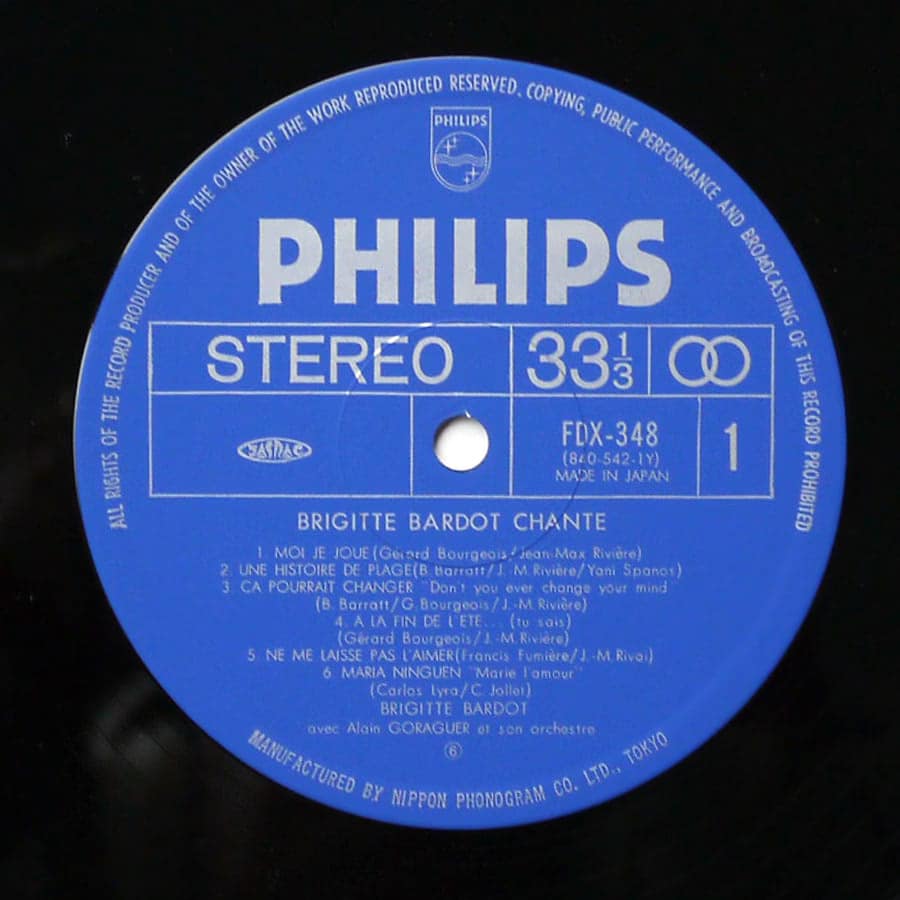 ALL RIGHTS OF THE RECORD PRODUCER AND OF THE OWNER OF THE WORK REPRODUCED RESERVED. COPYING, PUBLIC PERFORMANCE AND BROADCASTING OF THIS RECORD PROHIBITED
PHILIPS
PHILIPS
STEREO 33 1/3
JASRAC FDX-348 1
(840-542-1Y)
MADE IN JAPAN
BRIGITTE BARDOT CHANTE
1. MOI JE JOUE (Gérard Bourgeois/Jean-Max Rivière)
2. UNE HISTOIRE DE PLAGE(B. Barratt/J.-M. Rivière/Yani Spanos)
3. CA POURRAIT CHANGER "Don't you ever change your mind"
(B. Barratt/G. Bourgeois/J.-M. Rivière)
4. A LA FIN DE L'ETE... (tu sais)
(Gérard Bourgeois/J.-M. Rivière)
5. NE ME LAISSE PAS L'AIMER(Francis Fumière/J.-M. Rivai)
6. MARIA NINGUEN "Marie l'amour"
(Carlos Lyra/C. Jollet)
BRIGITTE BARDOT
avec Alain GORAGUER et son orchestre
⑥
MANUFACTURED BY NIPPON PHONOGRAM CO. LTD., TOKYO